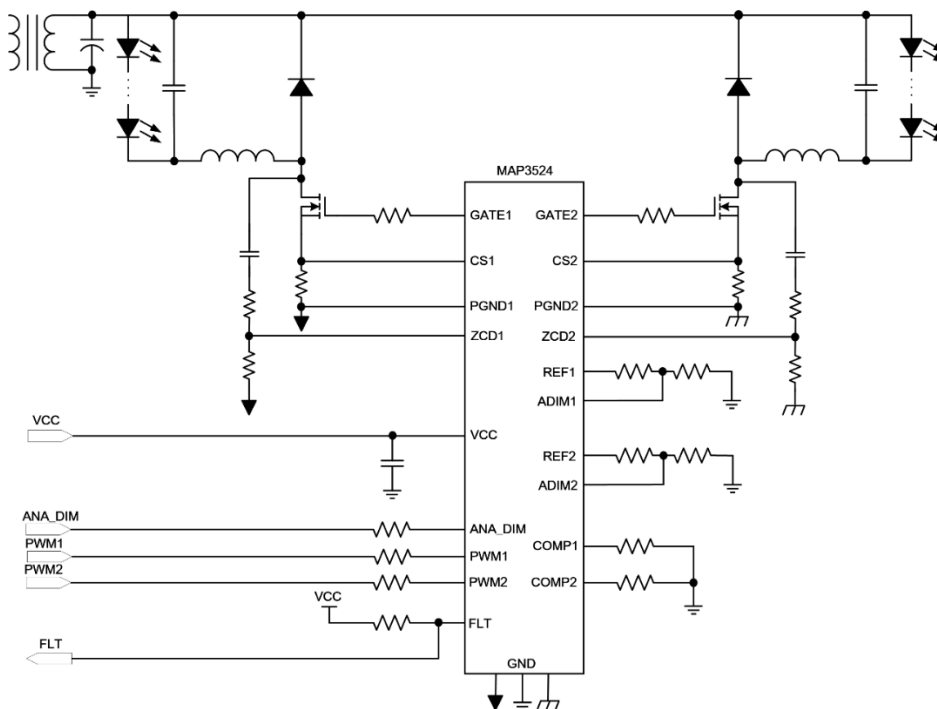 MAP3524
GATE1
GATE2
CS1
CS2
PGND1
PGND2
ZCD1
ZCD2
REF1
ADIM1
VCC
VCC
REF2
ADIM2
ANA_DIM
ANA_DIM
PWM1
PWM1
COMP1
PWM2
PWM2
COMP2
VCC
FLT
FLT
GND